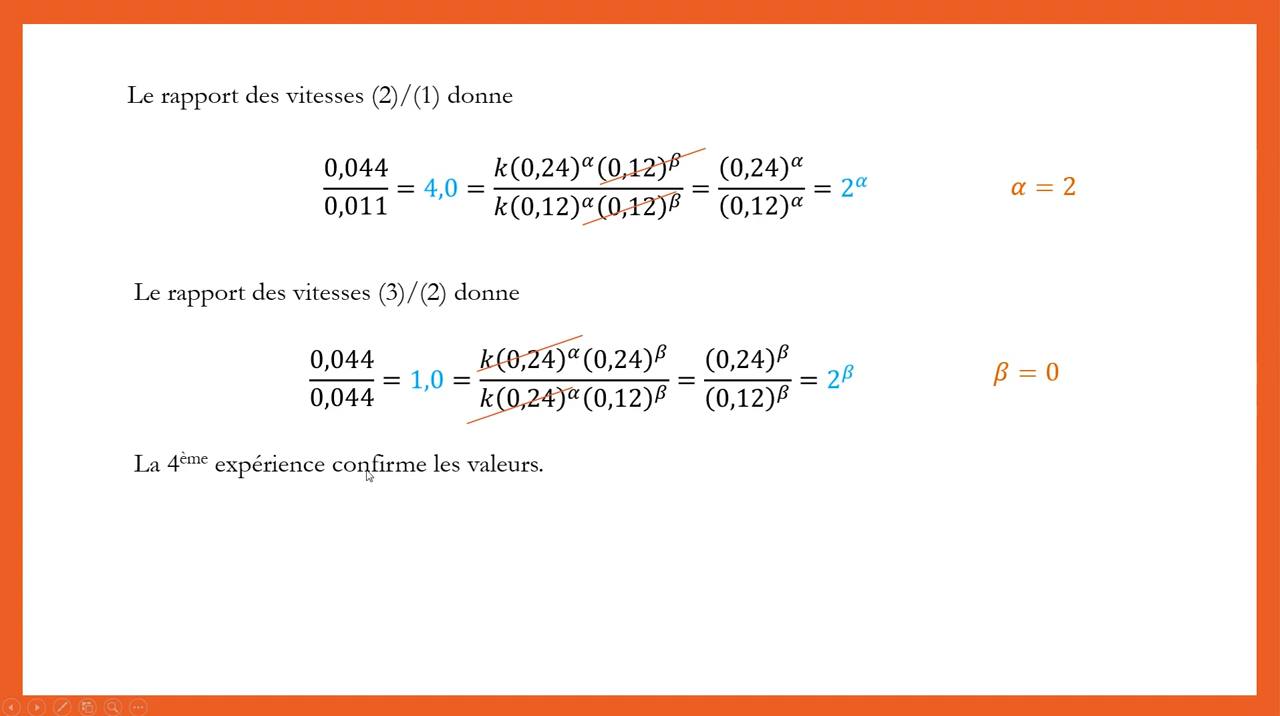 Le rapport des vitesses (2)/(1) donne
0,044/0,011 = 4,0 = k(0,24)^α(0,12)^β / k(0,12)^α(0,12)^β = (0,24)^α/(0,12)^α = 2^α α = 2
Le rapport des vitesses (3)/(2) donne
0,044/0,044 = 1,0 = k(0,24)^α(0,24)^β / k(0,24)^α(0,12)^β = (0,24)^β/(0,12)^β = 2^β β = 0
La 4ème expérience confirme les valeurs.